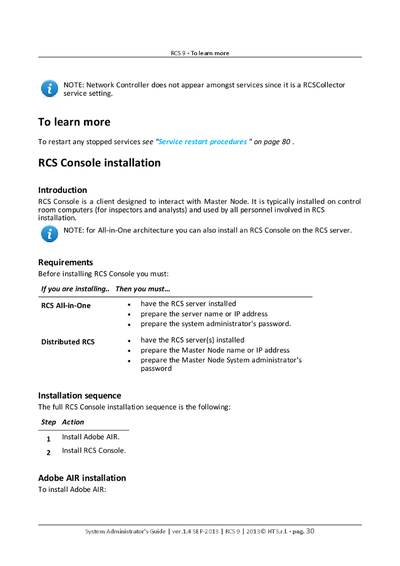 RCS 9 - To learn more
NOTE: Network Controller does not appear amongst services since it is a RCSCollector
service setting.
To learn more
To restart any stopped services see "Service restart procedures " on page 80 .
RCS Console installation
Introduction
RCS Console is a client designed to interact with Master Node. It is typically installed on control
room computers (for inspectors and analysts) and used by all personnel involved in RCS
installation.
NOTE: for All-in-One architecture you can also install an RCS Console on the RCS server.
Requirements
Before installing RCS Console you must:
If you are installing.. Then you must...
RCS All-in-One
• have the RCS server installed
• prepare the server name or IP address
• prepare the system administrator's password.
Distributed RCS
• have the RCS server(s) installed
• prepare the Master Node name or IP address
• prepare the Master Node System administrator's
password
Installation sequence
The full RCS Console installation sequence is the following:
Step Action
1 Install Adobe AIR.
2 Install RCS Console.
Adobe AIR installation
To install Adobe AIR:
System Administrator's Guide | ver.1.4 SEP-2013 | RCS 9 | 2013© HT S.r.l. - pag. 30